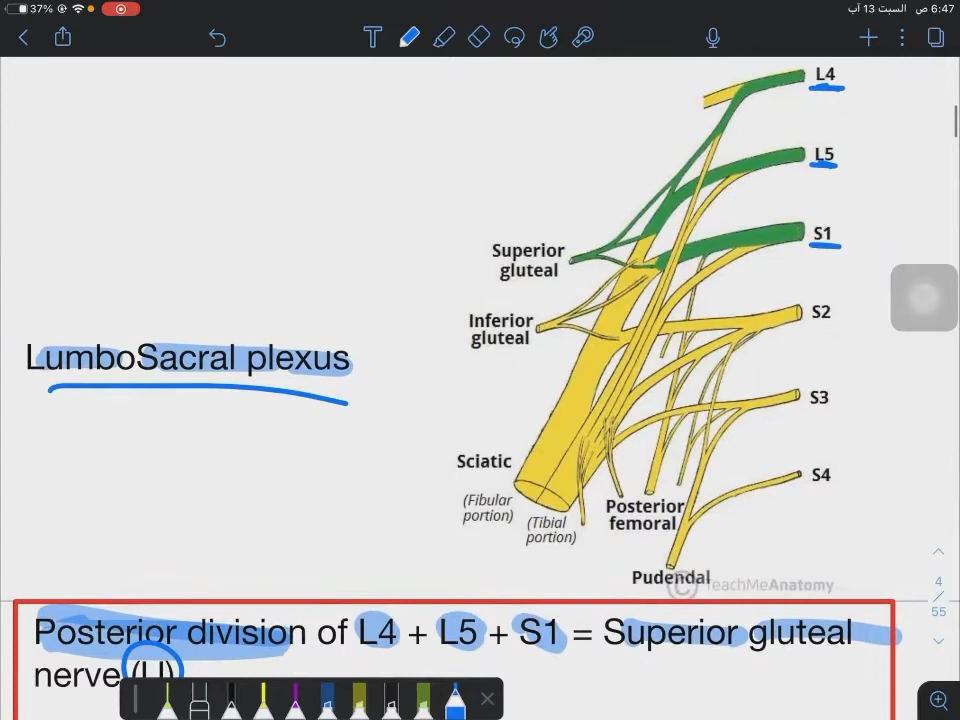 37%
6:47 ص السبت 13 آب
L4
L5
S1
Superior
gluteal
S2
Inferior
gluteal
LumboSacral plexus
S3
Sciatic
S4
(Fibular
portion)
(Tibial
portion)
Posterior
femoral
Pudendal
TeachMeAnatomy
4
55
Posterior division of L4 + L5 + S1 = Superior gluteal
nerve